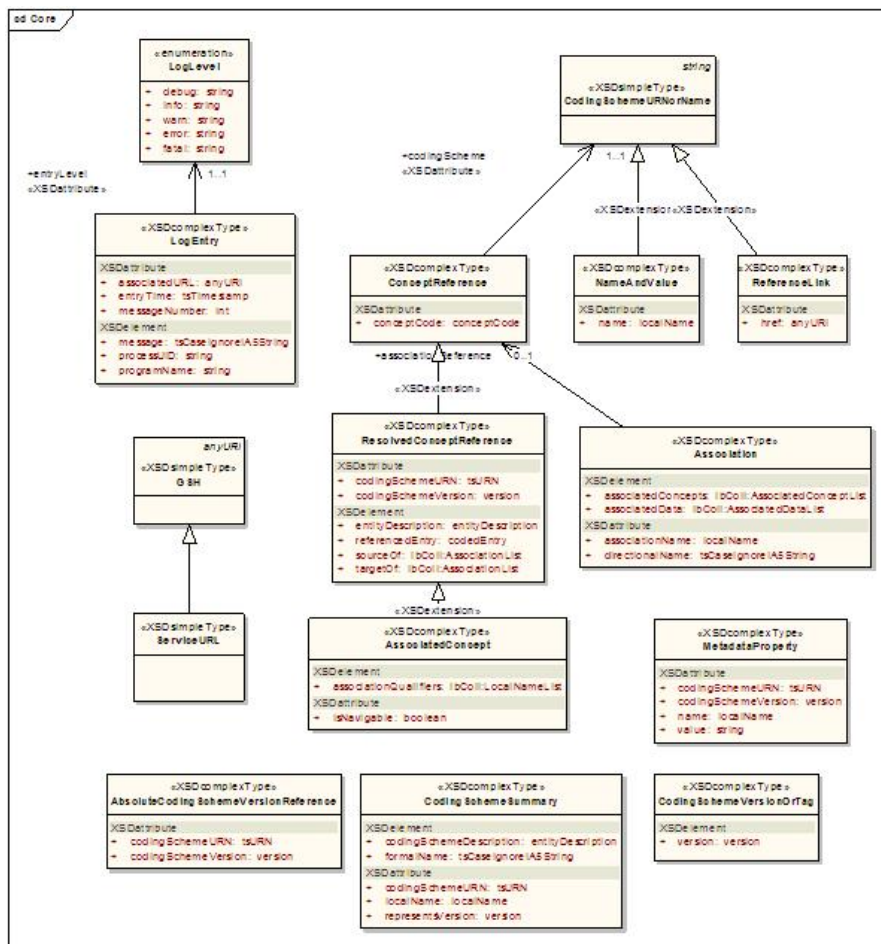 sd Core
«enumeration»
LogLevel
+ debug: string
+ info: string
+ warn: string
+ error: string
+ fatal: string
+entryLevel
«XSDattribute»
1..1
«XSDcomplexType»
LogEntry
XSDattribute
+ associatedURL: anyURI
+ entryTime: tsTimestamp
+ messageNumber: int
XSDelement
+ message: tsCaseIgnoreIA5String
+ processUID: string
+ programName: string
string
«XSDsimpleType»
CodingSchemeURNorName
+codingScheme
«XSDattribute»
1..1
«XSDextension»
«XSDextension»
«XSDcomplexType»
ConceptReference
XSDattribute
+ conceptCode: conceptCode
«XSDcomplexType»
NameAndValue
XSDattribute
+ name: localName
«XSDcomplexType»
ReferenceLink
XSDattribute
+ href: anyURI
+associationReference
0..1
«XSDextension»
anyURI
«XSDsimpleType»
GSH
«XSDcomplexType»
ResolvedConceptReference
XSDattribute
+ codingSchemeURN: tsURN
+ codingSchemeVersion: version
XSDelement
+ entityDescription: entityDescription
+ referencedEntry: codedEntry
+ sourceOf: lbColl:AssociationList
+ targetOf: lbColl:AssociationList
«XSDcomplexType»
Association
XSDelement
+ associatedConcepts: lbColl:AssociatedConceptList
+ associatedData: lbColl:AssociatedDataList
XSDattribute
+ associationName: localName
+ directionalName: tsCaseIgnoreIA5String
«XSDextension»
«XSDsimpleType»
ServiceURL
«XSDcomplexType»
AssociatedConcept
XSDelement
+ associationQualifiers: lbColl:LocalNameList
XSDattribute
+ isNavigable: boolean
«XSDcomplexType»
MetadataProperty
XSDattribute
+ codingSchemeURN: tsURN
+ codingSchemeVersion: version
+ name: localName
+ value: string
«XSDcomplexType»
AbsoluteCodingSchemeVersionReference
XSDattribute
+ codingSchemeURN: tsURN
+ codingSchemeVersion: version
«XSDcomplexType»
CodingSchemeSummary
XSDelement
+ codingSchemeDescription: entityDescription
+ formalName: tsCaseIgnoreIA5String
XSDattribute
+ codingSchemeURN: tsURN
+ localName: localName
+ representsVersion: version
«XSDcomplexType»
CodingSchemeVersionOrTag
XSDelement
+ version: version